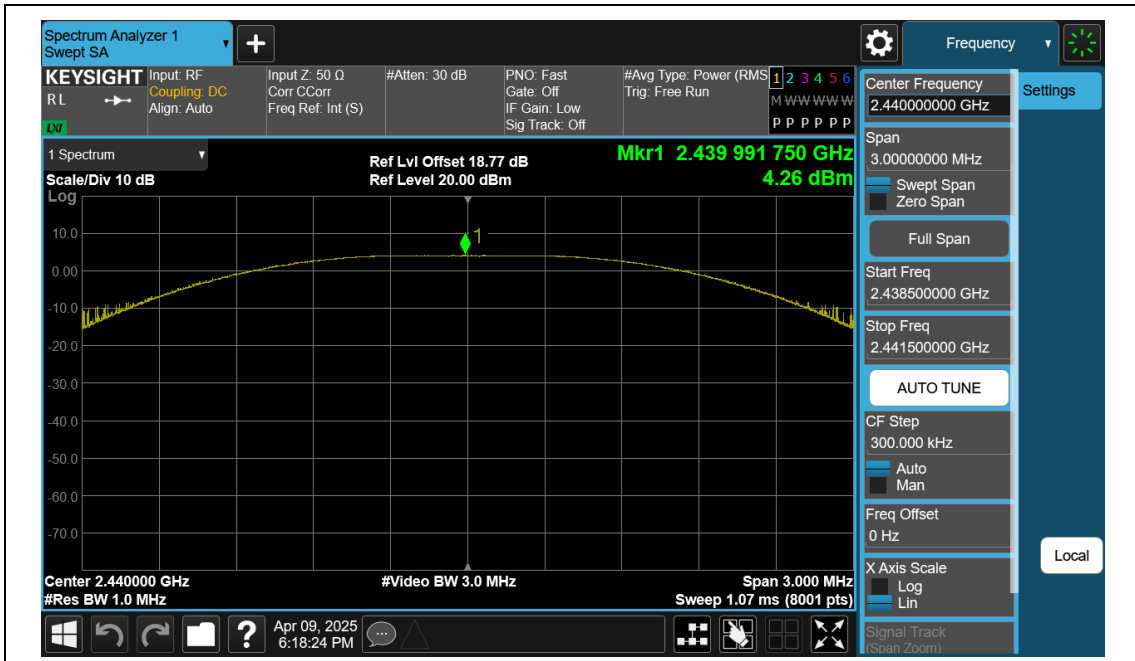 Spectrum Analyzer 1
Swept SA
Frequency
KEYSIGHT
R L
LXI
Input: RF
Coupling: DC
Align: Auto
Input Z: 50 Ω
Corr CCorr
Freq Ref: Int (S)
#Atten: 30 dB
PNO: Fast
Gate: Off
IF Gain: Low
Sig Track: Off
#Avg Type: Power (RMS
Trig: Free Run
1 2 3 4 5 6
M W W W W W
P P P P P P
1 Spectrum
Scale/Div 10 dB
Log
Ref Lvl Offset 18.77 dB
Ref Level 20.00 dBm
Mkr1 2.439 991 750 GHz
4.26 dBm
1
10.0
0.00
-10.0
-20.0
-30.0
-40.0
-50.0
-60.0
-70.0
Center 2.440000 GHz
#Res BW 1.0 MHz
#Video BW 3.0 MHz
Span 3.000 MHz
Sweep 1.07 ms (8001 pts)
Apr 09, 2025
6:18:24 PM
Center Frequency
2.440000000 GHz
Span
3.00000000 MHz
Swept Span
Zero Span
Full Span
Start Freq
2.438500000 GHz
Stop Freq
2.441500000 GHz
AUTO TUNE
CF Step
300.000 kHz
Auto
Man
Freq Offset
0 Hz
X Axis Scale
Log
Lin
Signal Track
(Span Zoom)
Settings
Local